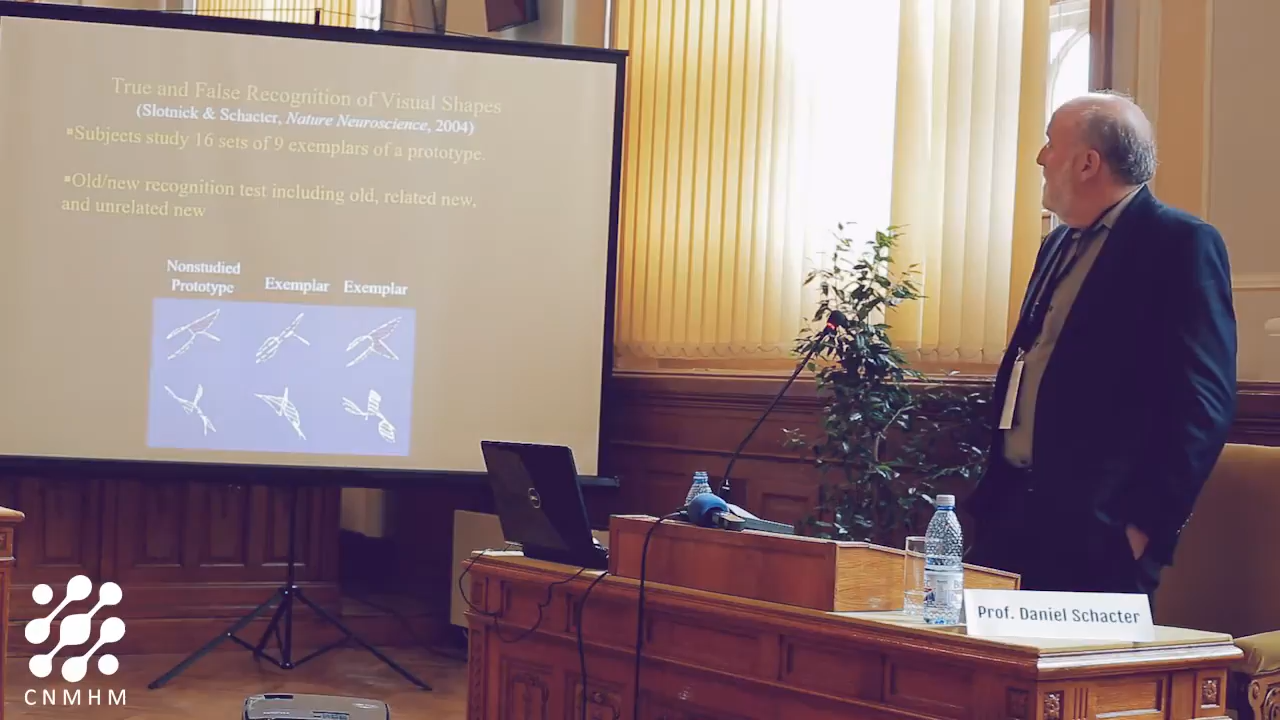 True and False Recognition of Visual Shapes
(Slotnick & Schacter, Nature Neuroscience, 2004)
▪Subjects study 16 sets of 9 exemplars of a prototype.
▪Old/new recognition test including old, related new,
and unrelated new
Nonstudied
Prototype
Exemplar
Exemplar
Prof. Daniel Schacter
CNMHM